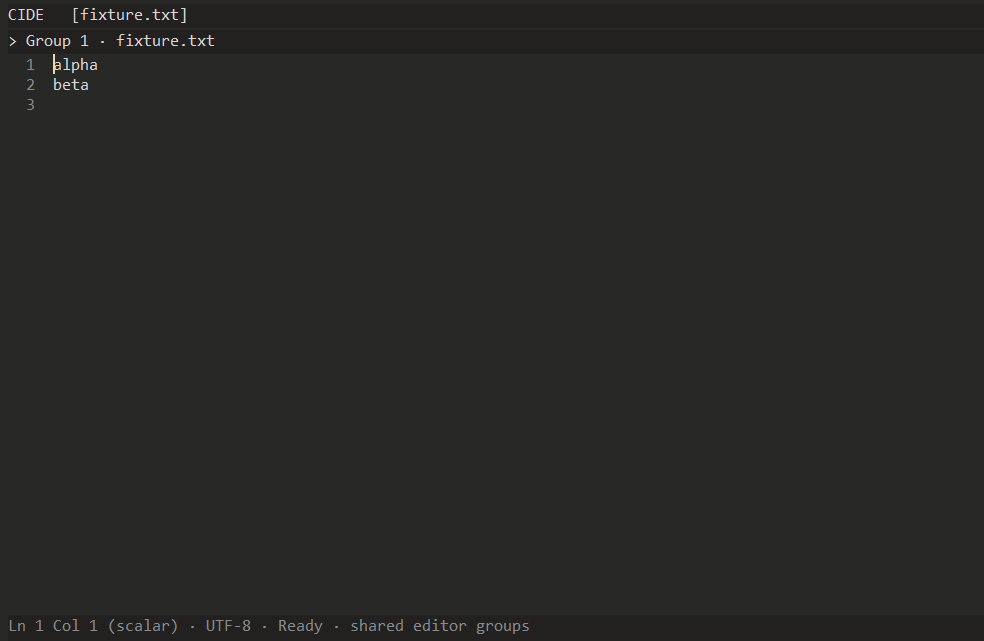 CIDE   [fixture.txt]
> Group 1 · fixture.txt
1  alpha
2  beta
3
Ln 1 Col 1 (scalar) · UTF-8 · Ready · shared editor groups